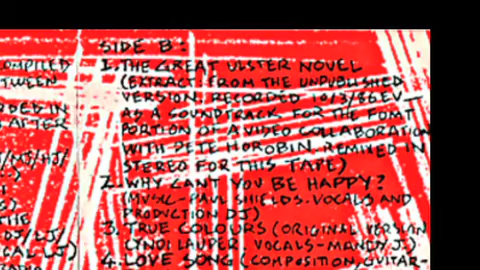 SIDE B:
1. THE GREAT ULSTER NOVEL
(EXTRACT FROM THE UNPUBLISHED
VERSION. RECORDED 10/3/86.EV
AS A SOUNDTRACK FOR THE FOMT
PORTION OF A VIDEO COLLABORATION
WITH PETE HOROBIN. REMIXED IN
STEREO FOR THIS TAPE)
2. WHY CANT YOU BE HAPPY?
(MUSIC - PAUL SHIELDS. VOCALS AND
PRODUCTION DJ)
3. TRUE COLOURS (ORIGINAL VERSION
CYNDI LAUPER, VOCALS - MANDY J.)
4. LOVE SONG (COMPOSITION, GUITAR-